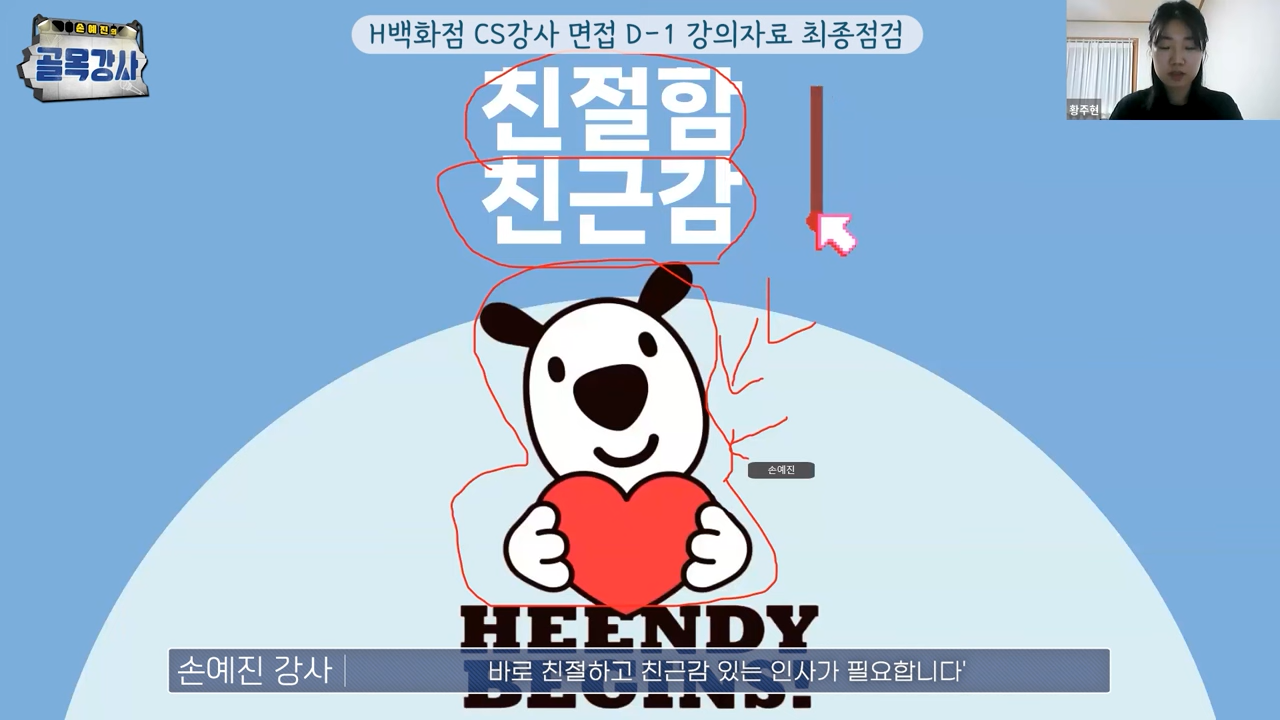 손예진의
골목강사
H백화점 CS강사 면접 D-1 강의자료 최종점검
황주현
친절함
친근감
손예진
HEENDY
BEGINS!
손예진 강사
바로 친절하고 친근감 있는 인사가 필요합니다'